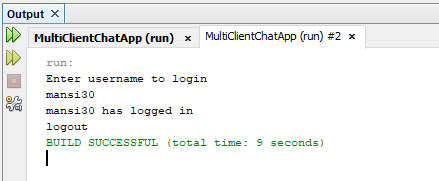 Output ×
MultiClientChatApp (run) × MultiClientChatApp (run) #2 ×
run:
Enter username to login
mansi30
mansi30 has logged in
logout
BUILD SUCCESSFUL (total time: 9 seconds)